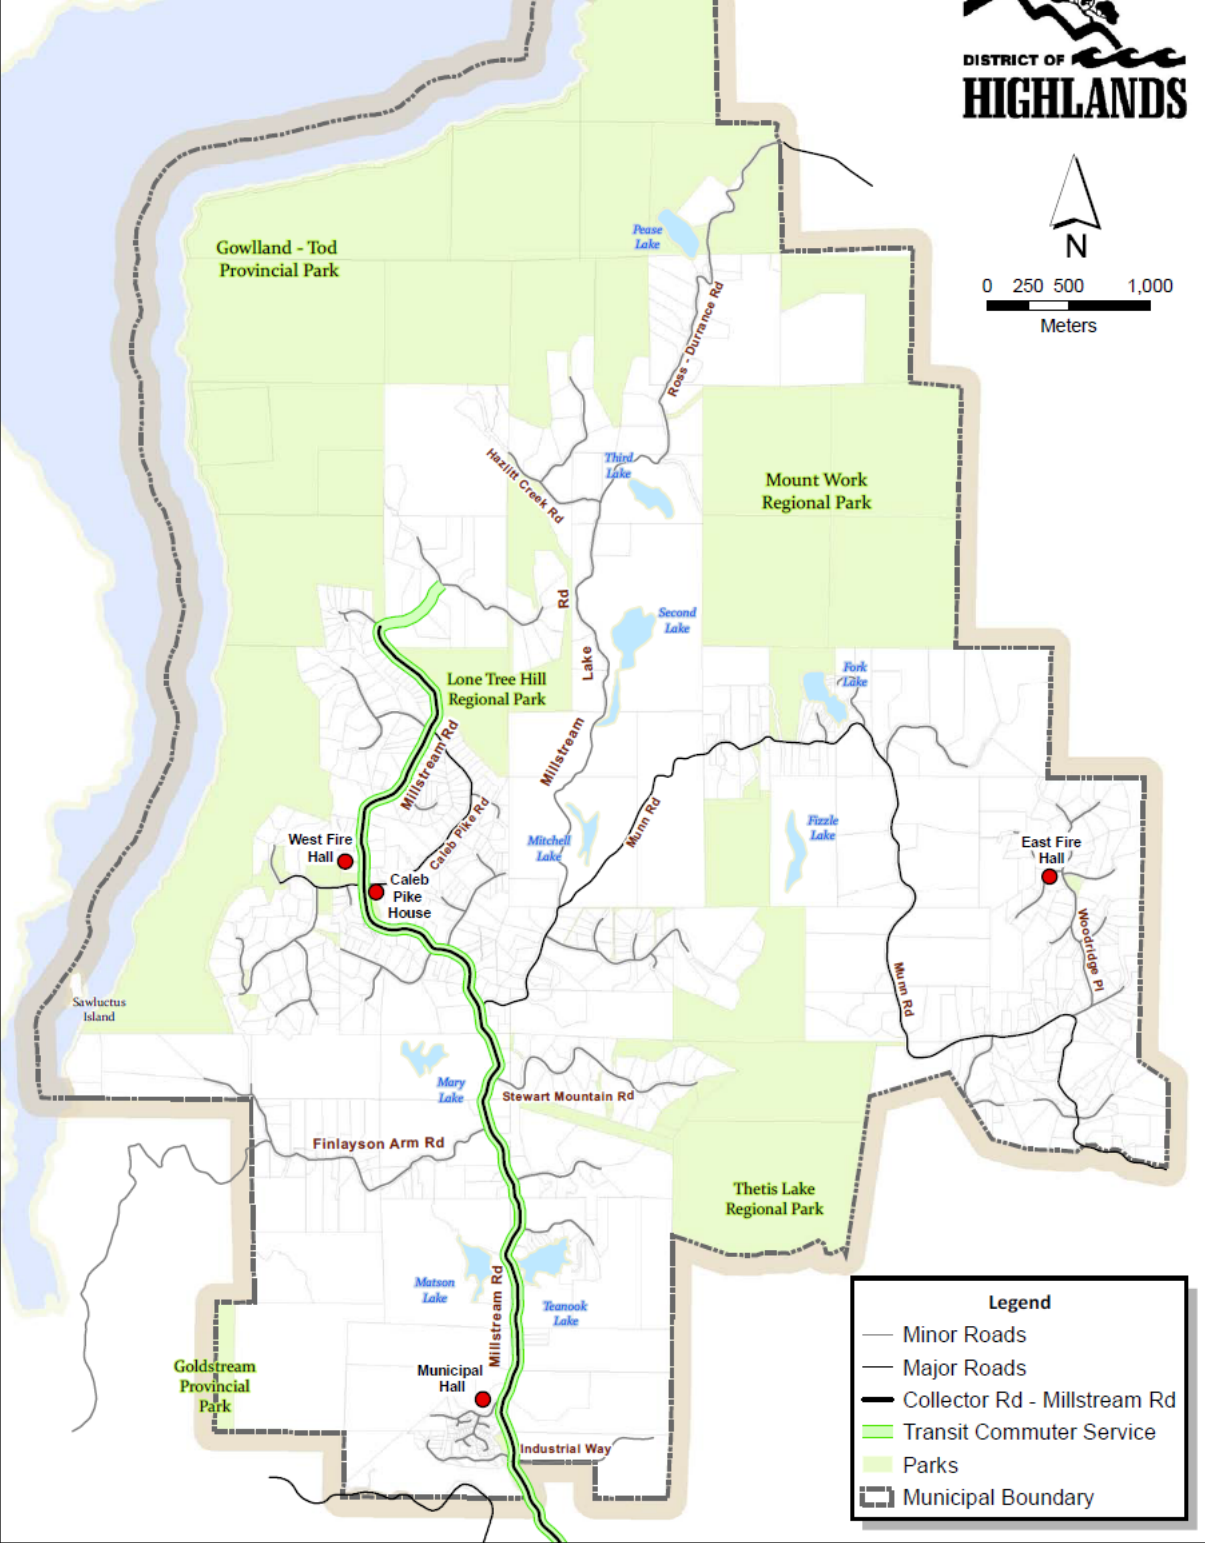 DISTRICT OF
HIGHLANDS
N
0 250 500 1,000
Meters
Gowlland - Tod
Provincial Park
Pease
Lake
Ross - Durrance Rd
Hazlitt Creek Rd
Third
Lake
Mount Work
Regional Park
Rd
Lake
Millstream
Second
Lake
Lone Tree Hill
Regional Park
Fork
Lake
Millstream Rd
Caleb Pike Rd
Munn Rd
Mitchell
Lake
Fizzle
Lake
West Fire
Hall
Caleb
Pike
House
East Fire
Hall
Woodridge Pl
Munn Rd
Sawluctus
Island
Mary
Lake
Stewart Mountain Rd
Finlayson Arm Rd
Thetis Lake
Regional Park
Matson
Lake
Millstream Rd
Teanook
Lake
Goldstream
Provincial
Park
Municipal
Hall
Industrial Way
Legend
Minor Roads
Major Roads
Collector Rd - Millstream Rd
Transit Commuter Service
Parks
Municipal Boundary